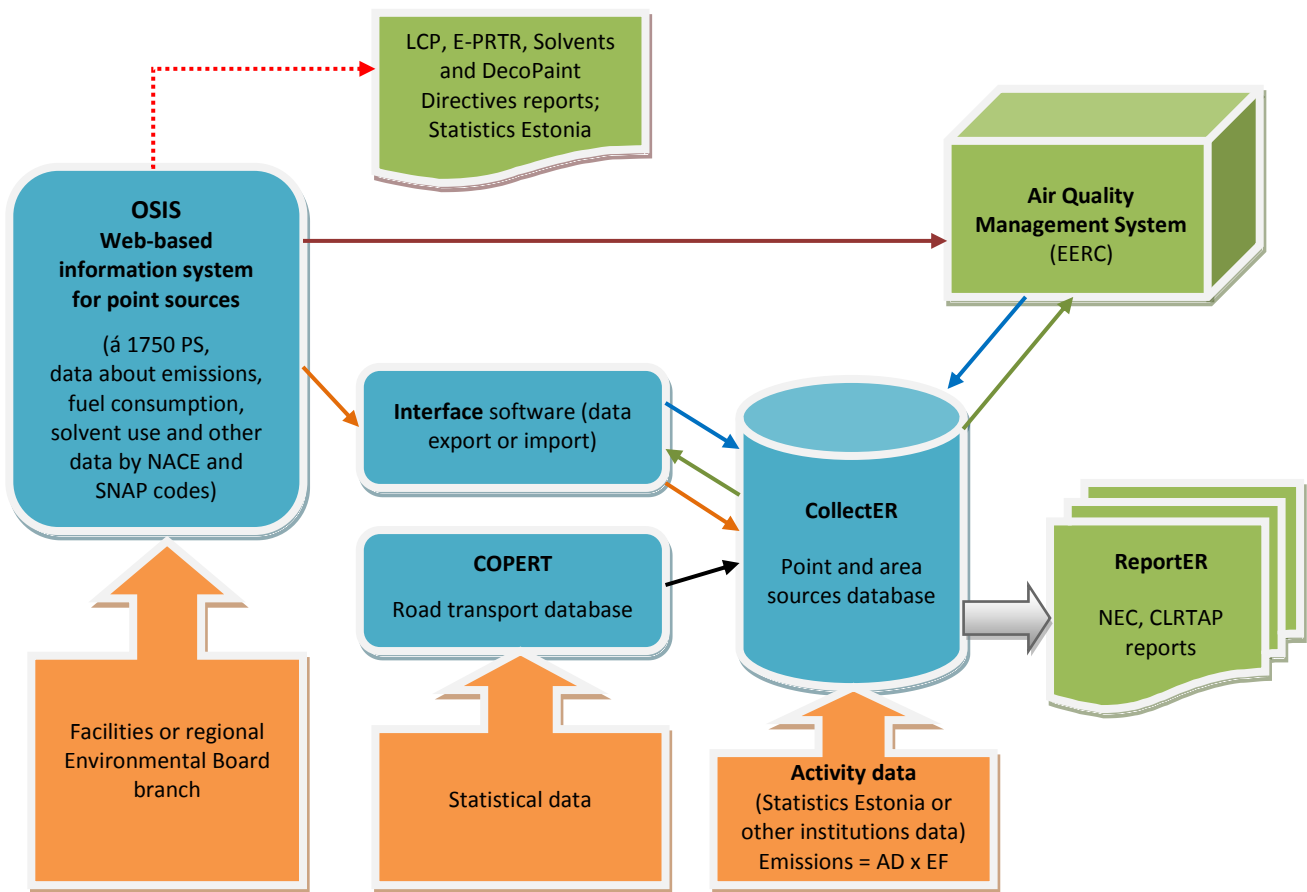 LCP, E-PRTR, Solvents
and DecoPaint
Directives reports;
Statistics Estonia
OSIS
Web-based
information system
for point sources
(á 1750 PS,
data about emissions,
fuel consumption,
solvent use and other
data by NACE and
SNAP codes)
Air Quality
Management System
(EERC)
Interface software (data
export or import)
COPERT
Road transport database
CollectER
Point and area
sources database
ReportER
NEC, CLRTAP
reports
Facilities or regional
Environmental Board
branch
Statistical data
Activity data
(Statistics Estonia or
other institutions data)
Emissions = AD x EF